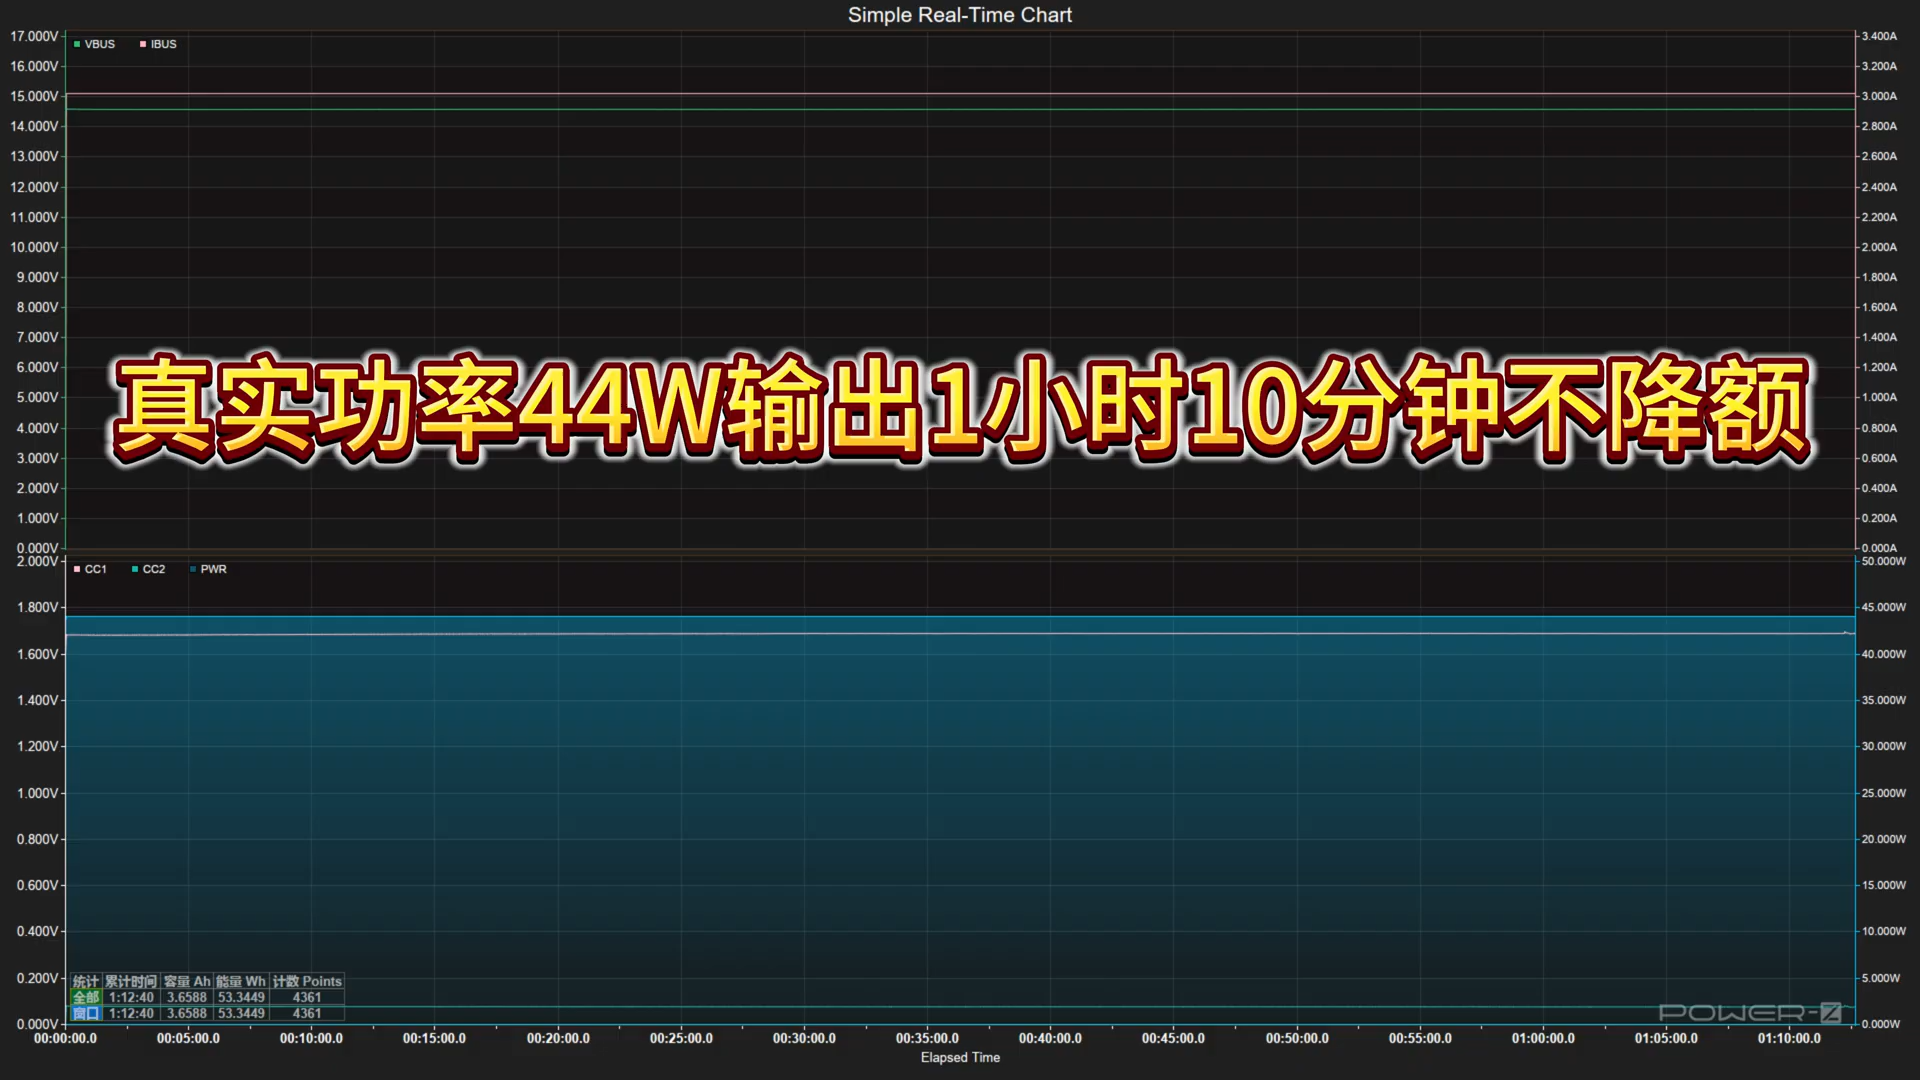 Simple Real-Time Chart
VBUS IBUS
17.000V 3.400A
16.000V 3.200A
15.000V 3.000A
14.000V 2.800A
13.000V 2.600A
12.000V 2.400A
11.000V 2.200A
10.000V 2.000A
9.000V 1.800A
8.000V 1.600A
7.000V 1.400A
6.000V 1.200A
真实功率44W输出1小时10分钟不降额
5.000V 1.000A
4.000V 0.800A
3.000V 0.600A
2.000V 0.400A
1.000V 0.200A
0.000V 0.000A
2.000V 50.000W
CC1 CC2 PWR
1.800V 45.000W
1.600V 40.000W
1.400V 35.000W
1.200V 30.000W
1.000V 25.000W
0.800V 20.000W
0.600V 15.000W
0.400V 10.000W
0.200V 5.000W
统计 累计时间 容量 Ah 能量 Wh 计数 Points
全部 1:12:40 3.6588 53.3449 4361
窗口 1:12:40 3.6588 53.3449 4361
POWER-Z
0.000V 0.000W
00:00:00.0 00:05:00.0 00:10:00.0 00:15:00.0 00:20:00.0 00:25:00.0 00:30:00.0 00:35:00.0 00:40:00.0 00:45:00.0 00:50:00.0 00:55:00.0 01:00:00.0 01:05:00.0 01:10:00.0
Elapsed Time